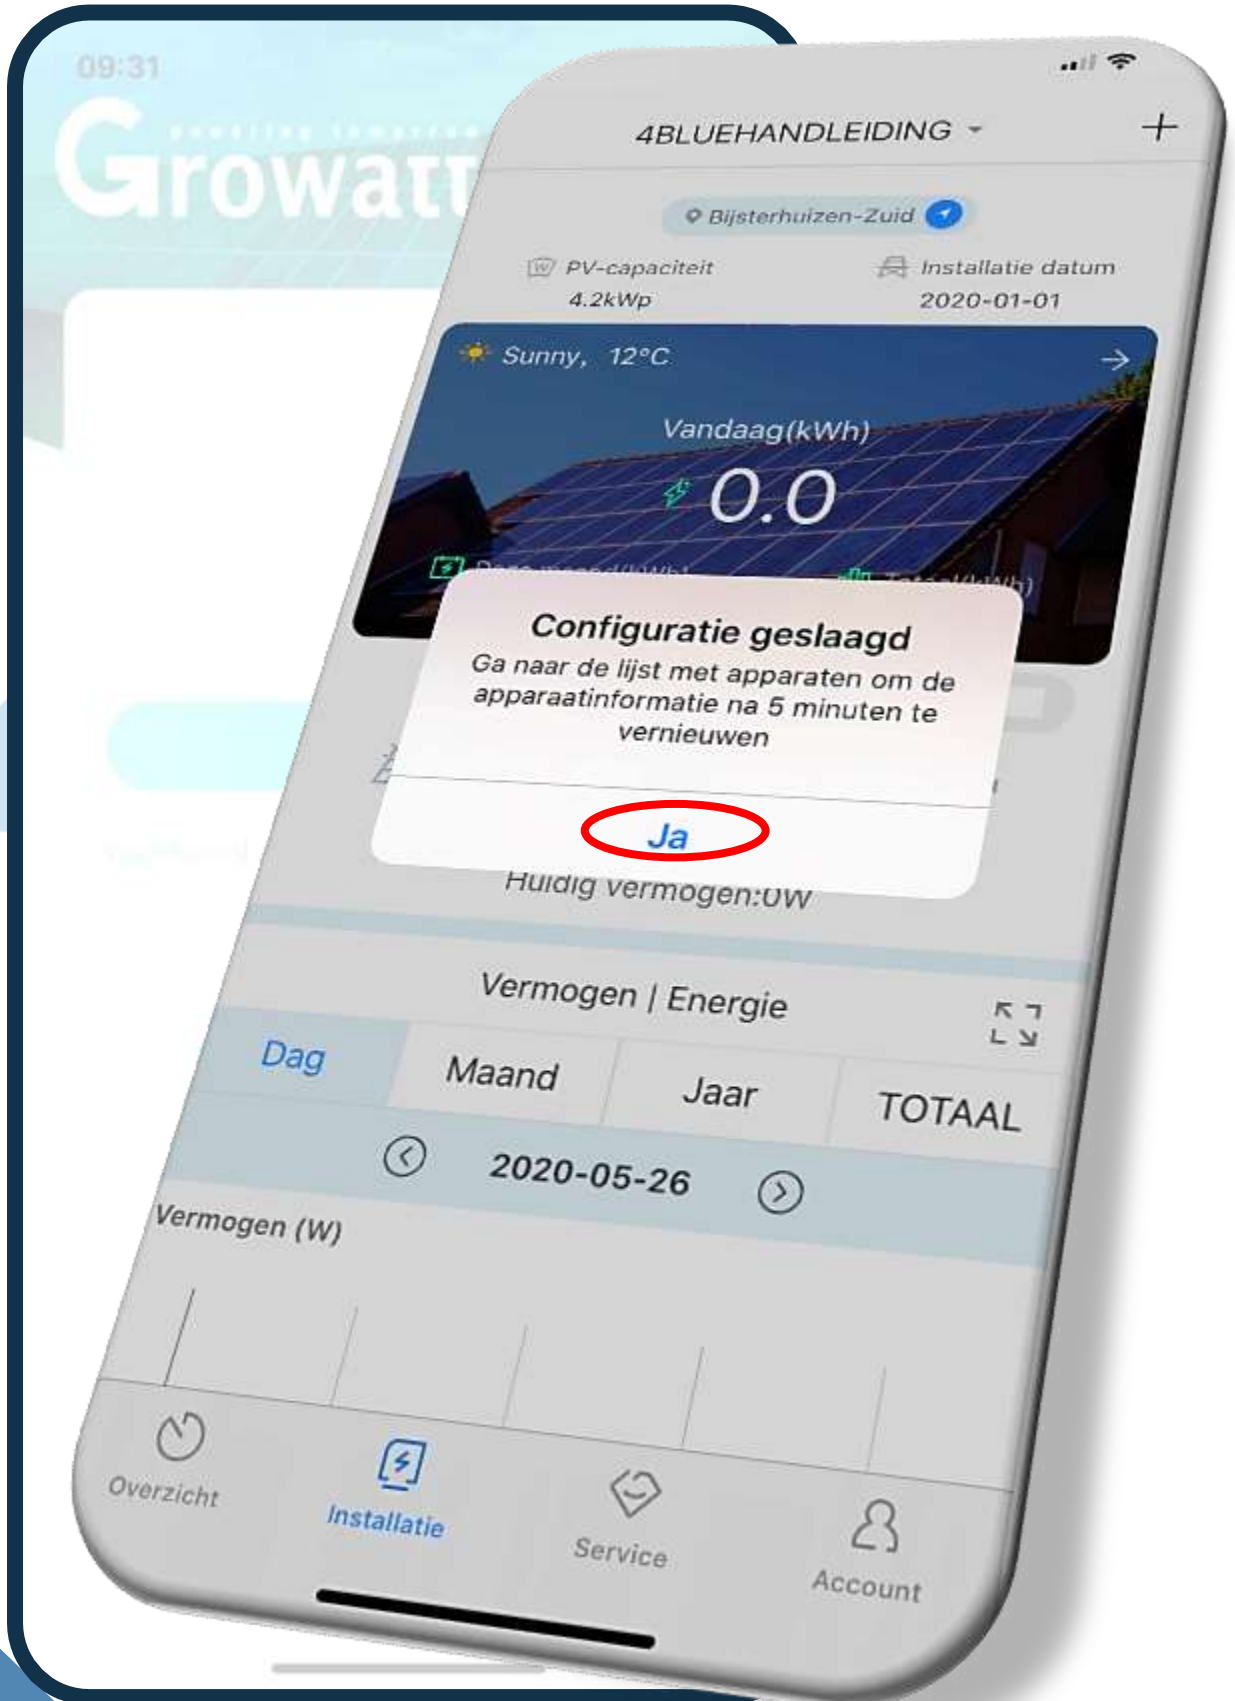 09:31
Growatt
4BLUEHANDLEIDING
Bijsterhuizen-Zuid
PV-capaciteit
4.2kWp
Installatie datum
2020-01-01
Sunny, 12°C
Vandaag(kWh)
0.0
Configuratie geslaagd
Ga naar de lijst met apparaten om de
apparaatinformatie na 5 minuten te
vernieuwen
Ja
Huidig vermogen:0W
Vermogen | Energie
Dag
Maand
Jaar
TOTAAL
2020-05-26
Vermogen (W)
Overzicht
Installatie
Service
Account